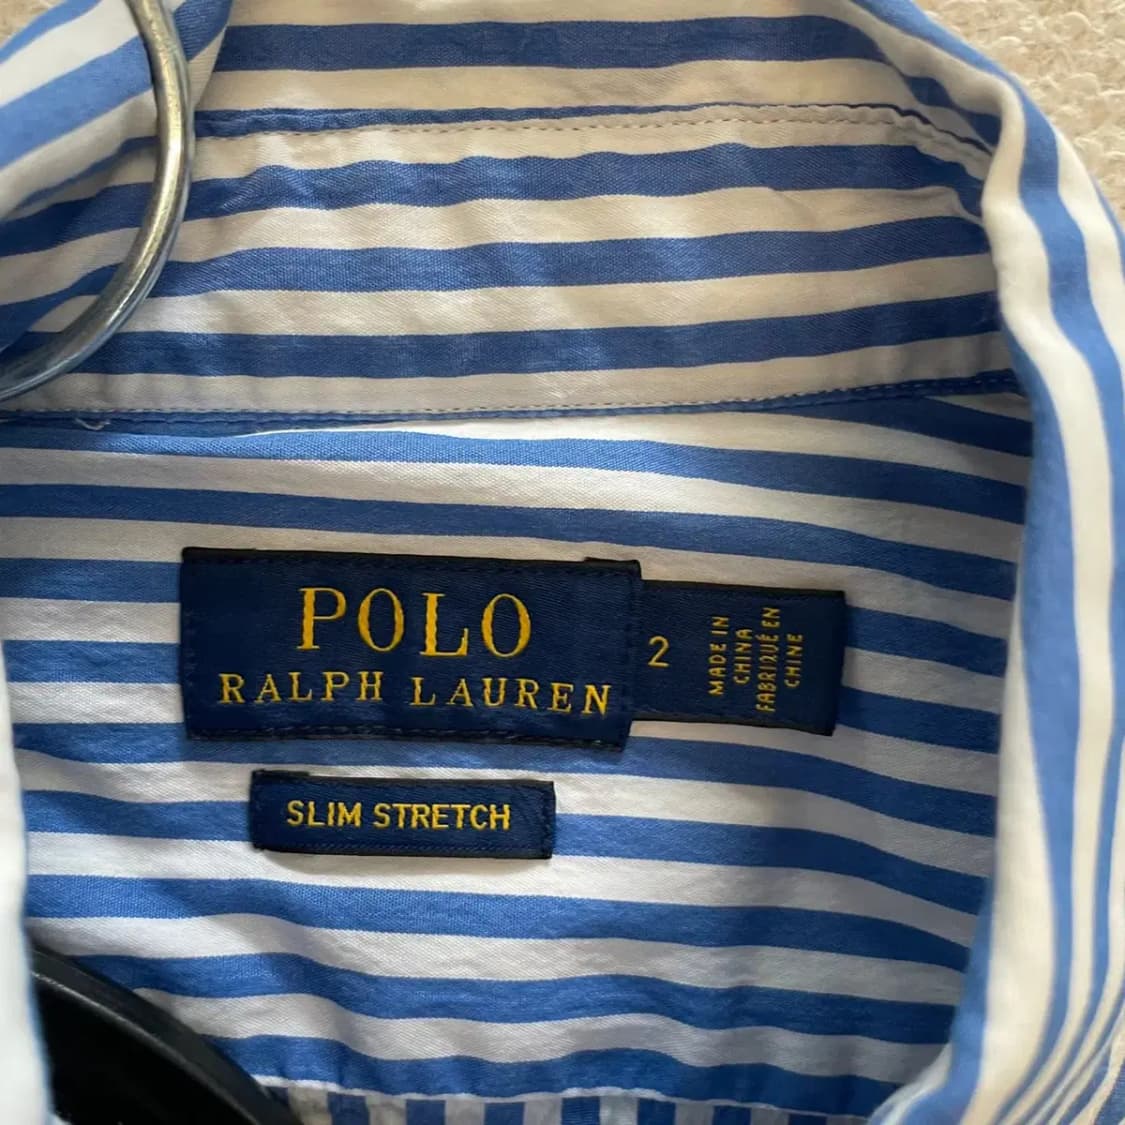 POLO
RALPH LAUREN
2
MADE IN
CHINA
FABRIQUÉ EN
CHINE
SLIM STRETCH